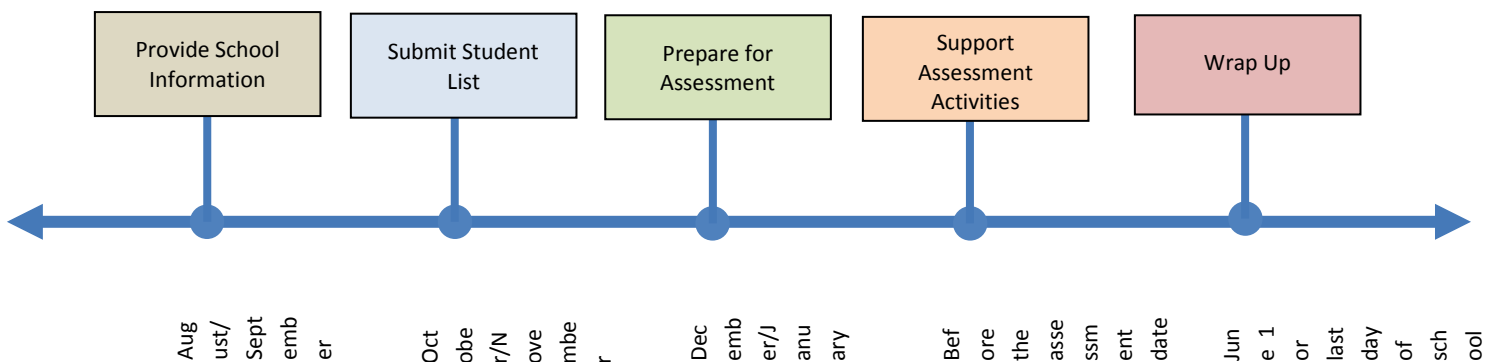 Provide School
Information
Submit Student
List
Prepare for
Assessment
Support
Assessment
Activities
Wrap Up
Aug
ust/
Sept
emb
er
Oct
obe
r/N
ove
mbe
r
Dec
emb
er/J
anu
ary
Bef
ore
the
asse
ssm
ent
date
Jun
e 1
or
last
day
of
ch
ool